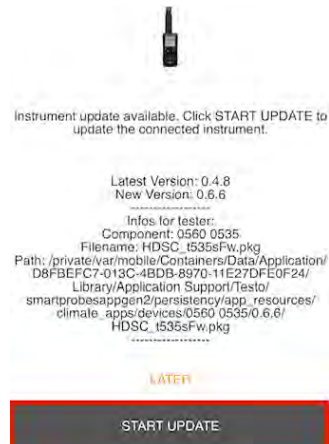 Instrument update available. Click START UPDATE to
update the connected instrument.
Latest Version: 0.4.8
New Version: 0.6.6
-------------------
Infos for tester:
Component: 0560 0535
Filename: HDSC_t535sFw.pkg
Path: /private/var/mobile/Containers/Data/Application/
D8FBEFC7-013C-4BDB-8970-11E27DFE0F24/
Library/Application Support/Testo/
smartprobesappgen2/persistency/app_resources/
climate_apps/devices/0560 0535/0.6.6/
HDSC_t535sFw.pkg
-------------------
LATER
START UPDATE